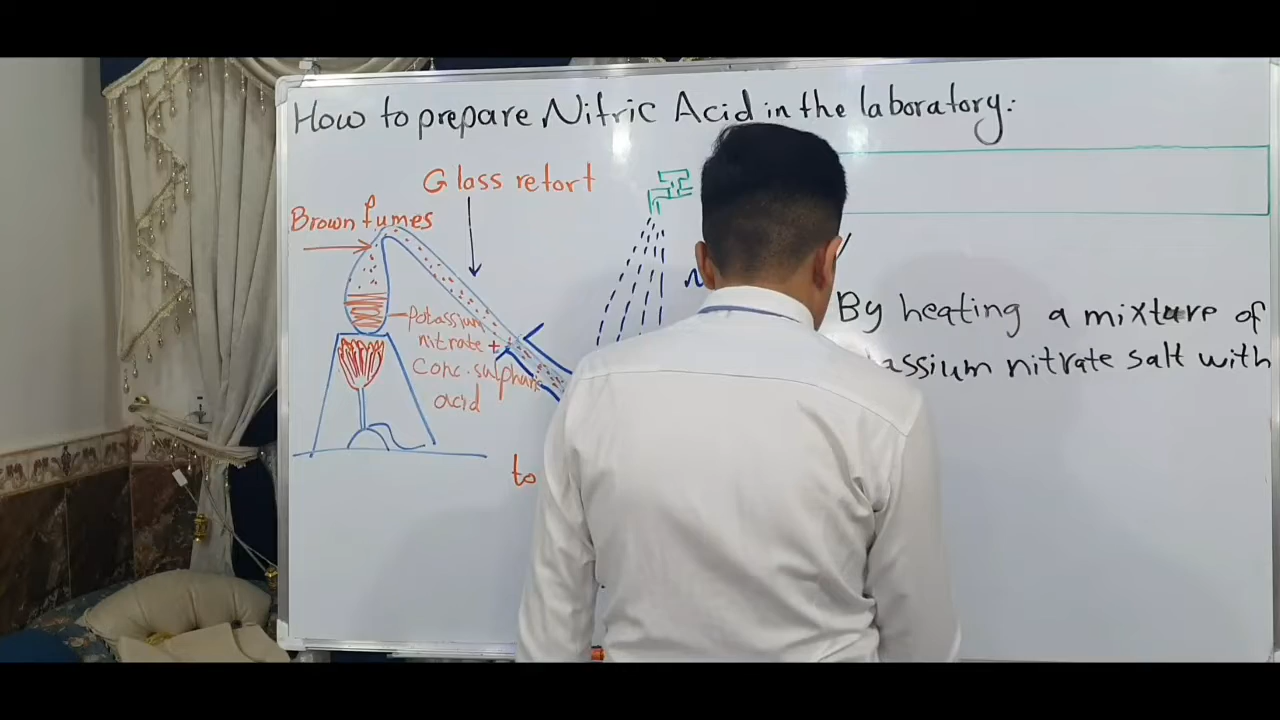 How to prepare Nitric Acid in the laboratory:
Glass retort
Brown fumes
Potassium
nitrate +
Conc. sulphuric
acid
to
By heating a mixture of
assium nitrate salt with